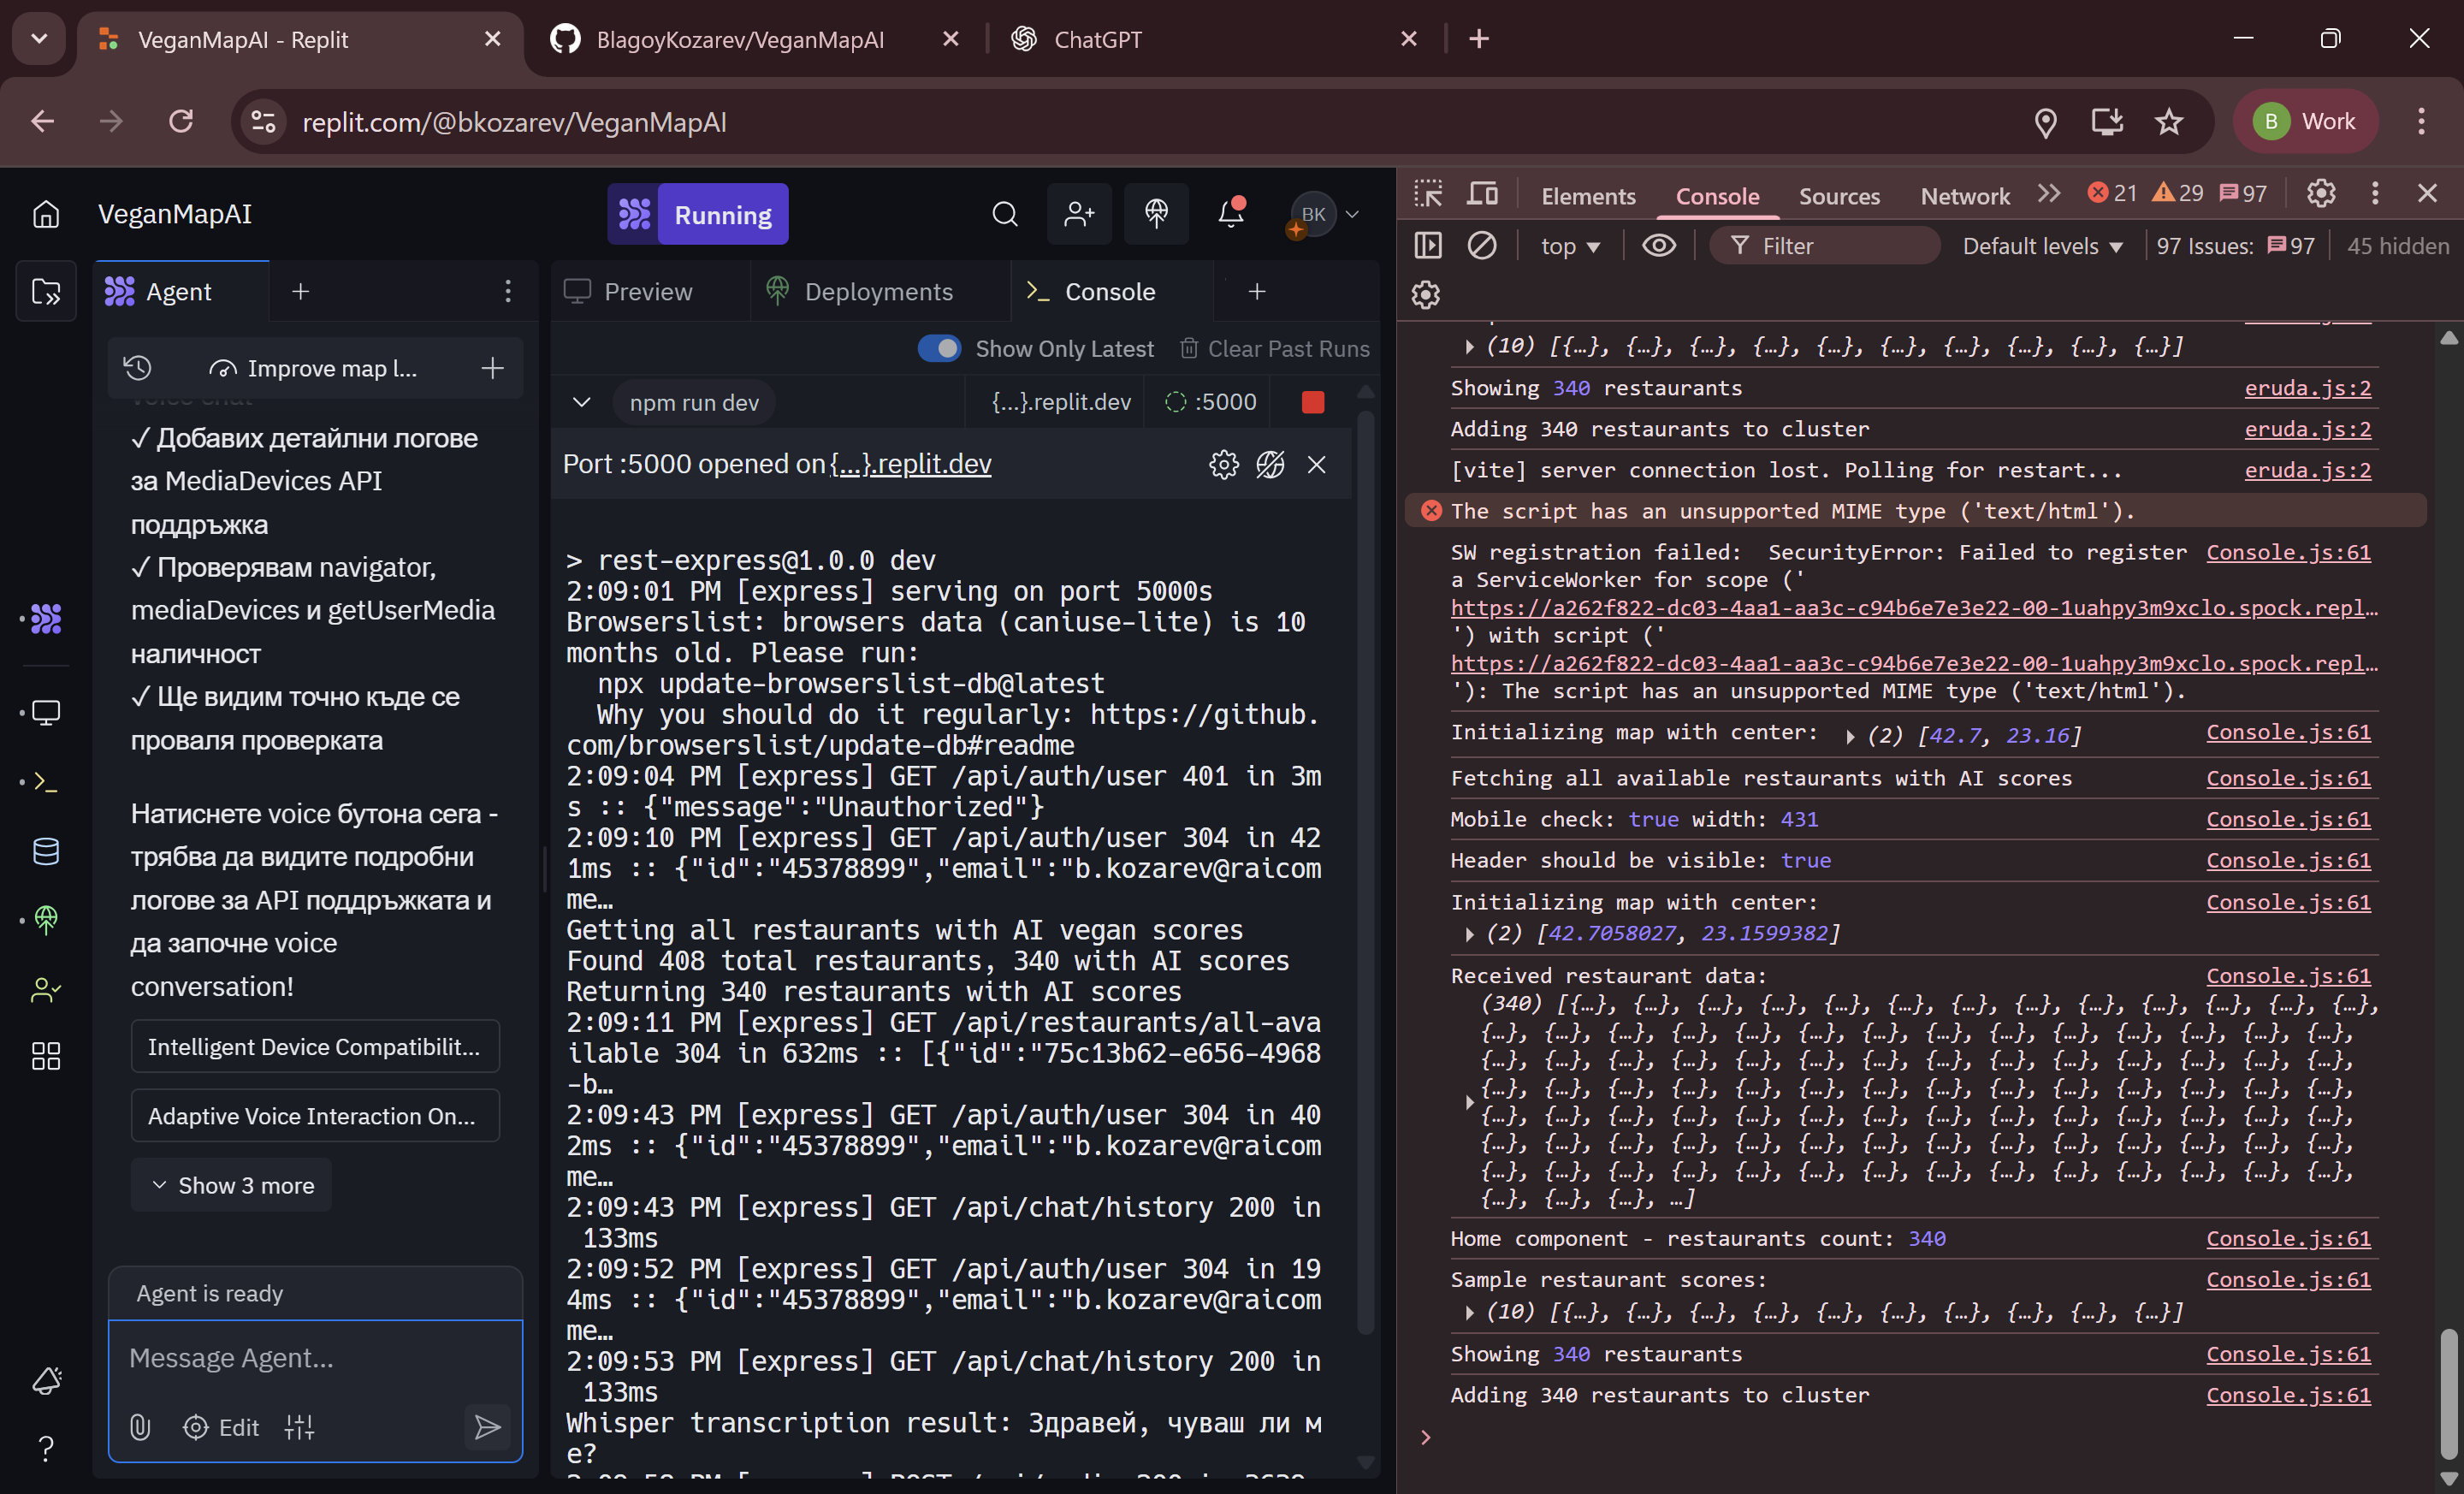 VeganMapAI - Replit
BlagoyKozarev/VeganMapAI
ChatGPT
replit.com/@bkozarev/VeganMapAI
B
Work
VeganMapAI
Running
BK
Agent
Improve map l...
✓ Добавих детайлни логове
за MediaDevices API
поддръжка
✓ Проверявам navigator,
mediaDevices и getUserMedia
наличност
✓ Ще видим точно къде се
проваля проверката
Натиснете voice бутона сега -
трябва да видите подробни
логове за API поддръжката и
да започне voice
conversation!
Intelligent Device Compatibilit...
Adaptive Voice Interaction On...
Show 3 more
Agent is ready
Message Agent...
Edit
Preview
Deployments
Console
Show Only Latest
Clear Past Runs
npm run dev
{...}.replit.dev
:5000
Port :5000 opened on {...}.replit.dev
> rest-express@1.0.0 dev
2:09:01 PM [express] serving on port 5000s
Browserslist: browsers data (caniuse-lite) is 10
months old. Please run:
npx update-browserslist-db@latest
Why you should do it regularly: https://github.
com/browserslist/update-db#readme
2:09:04 PM [express] GET /api/auth/user 401 in 3m
s :: {"message":"Unauthorized"}
2:09:10 PM [express] GET /api/auth/user 304 in 42
1ms :: {"id":"45378899","email":"b.kozarev@raicom
me…
Getting all restaurants with AI vegan scores
Found 408 total restaurants, 340 with AI scores
Returning 340 restaurants with AI scores
2:09:11 PM [express] GET /api/restaurants/all-ava
ilable 304 in 632ms :: [{"id":"75c13b62-e656-4968
-b…
2:09:43 PM [express] GET /api/auth/user 304 in 40
2ms :: {"id":"45378899","email":"b.kozarev@raicom
me…
2:09:43 PM [express] GET /api/chat/history 200 in
133ms
2:09:52 PM [express] GET /api/auth/user 304 in 19
4ms :: {"id":"45378899","email":"b.kozarev@raicom
me…
2:09:53 PM [express] GET /api/chat/history 200 in
133ms
Whisper transcription result: Здравей, чуваш ли м
е?
Elements
Console
Sources
Network
21
29
97
top
Filter
Default levels
97 Issues:
97
45 hidden
(10) [{…}, {…}, {…}, {…}, {…}, {…}, {…}, {…}, {…}, {…}]
Showing 340 restaurants eruda.js:2
Adding 340 restaurants to cluster eruda.js:2
[vite] server connection lost. Polling for restart... eruda.js:2
The script has an unsupported MIME type ('text/html').
SW registration failed: SecurityError: Failed to register Console.js:61
a ServiceWorker for scope ('
https://a262f822-dc03-4aa1-aa3c-c94b6e7e3e22-00-1uahpy3m9xclo.spock.repl…
') with script ('
https://a262f822-dc03-4aa1-aa3c-c94b6e7e3e22-00-1uahpy3m9xclo.spock.repl…
'): The script has an unsupported MIME type ('text/html').
Initializing map with center: (2) [42.7, 23.16] Console.js:61
Fetching all available restaurants with AI scores Console.js:61
Mobile check: true width: 431 Console.js:61
Header should be visible: true Console.js:61
Initializing map with center: Console.js:61
(2) [42.7058027, 23.1599382]
Received restaurant data: Console.js:61
(340) [{…}, {…}, {…}, {…}, {…}, {…}, {…}, {…}, {…}, {…}, {…}, {…}, {…},
{…}, {…}, {…}, {…}, {…}, {…}, {…}, {…}, {…}, {…}, {…}, {…}, {…}, {…},
{…}, {…}, {…}, {…}, {…}, {…}, {…}, {…}, {…}, {…}, {…}, {…}, {…}, {…},
{…}, {…}, {…}, {…}, {…}, {…}, {…}, {…}, {…}, {…}, {…}, {…}, {…}, {…},
{…}, {…}, {…}, {…}, {…}, {…}, {…}, {…}, {…}, {…}, {…}, {…}, {…}, {…},
{…}, {…}, {…}, {…}, {…}, {…}, {…}, {…}, {…}, {…}, {…}, {…}, {…}, {…},
{…}, {…}, {…}, {…}, {…}, {…}, {…}, {…}, {…}, {…}, {…}, {…}, {…}, {…},
{…}, {…}, {…}, …]
Home component - restaurants count: 340 Console.js:61
Sample restaurant scores: Console.js:61
(10) [{…}, {…}, {…}, {…}, {…}, {…}, {…}, {…}, {…}, {…}]
Showing 340 restaurants Console.js:61
Adding 340 restaurants to cluster Console.js:61